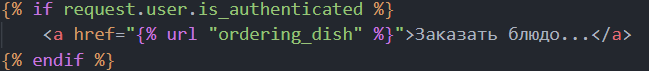 {% if request.user.is_authenticated %}
<a href="{% url "ordering_dish" %}">Заказать блюдо...</a>
{% endif %}